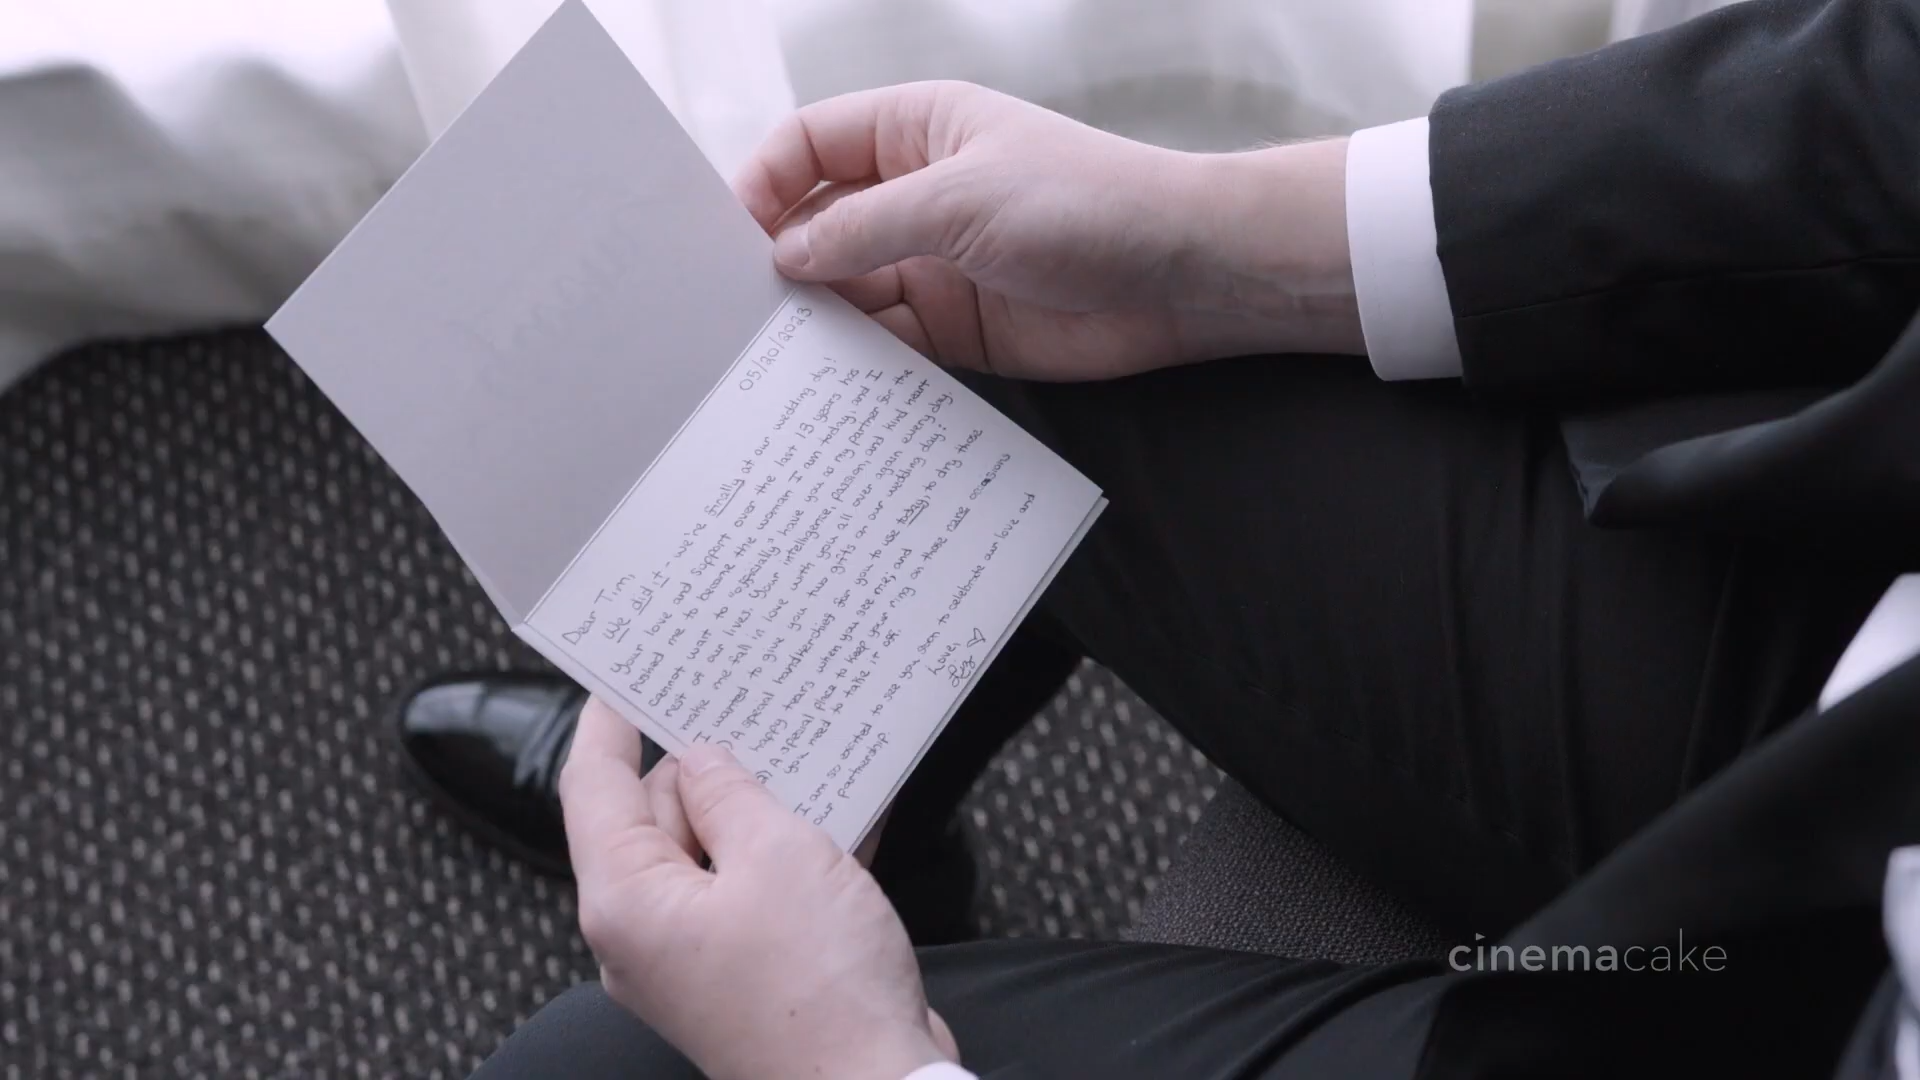 05/20/2023
Dear Tim,
We did it - we're finally at our wedding day!
Your love and support over the last 13 years has
pushed me to become the woman I am today, and I
cannot want to "officially" have you as my partner for the
rest of our lives. Your intelligence, passion, and kind heart
make me fall in love with you all over again every day.
I wanted to give you two gifts on our wedding day:
1) A special handkerchief for you to use today, to dry those
happy tears when you see me; and
2) A special place to keep your ring on those rare occasions
you need to take it off.
I am so excited to see you soon to celebrate our love and
our partnership.
Love,
Liz
cinemacake